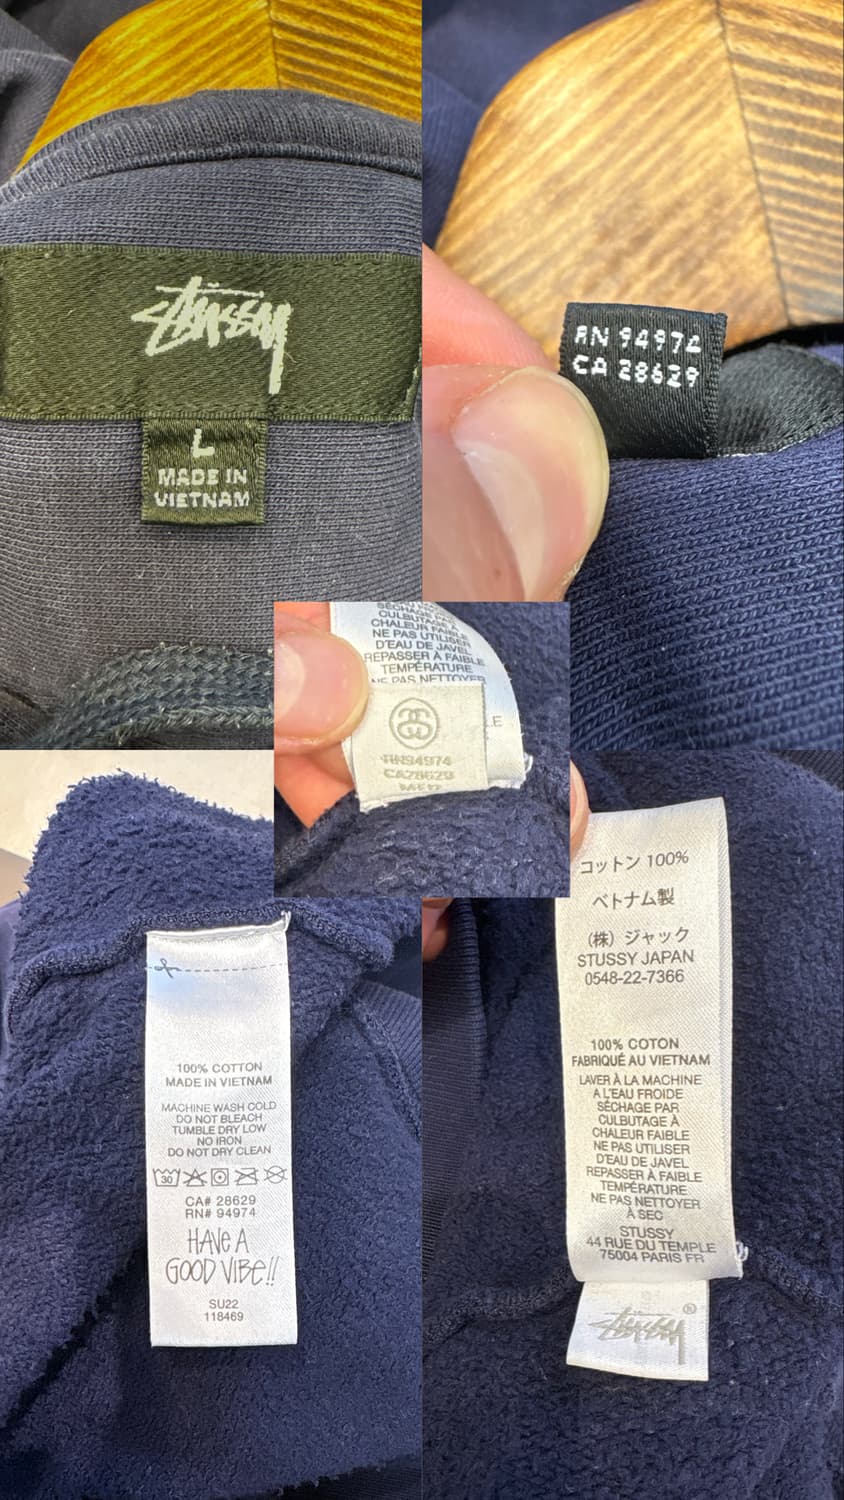 Stüssy
L
MADE IN
VIETNAM
RN 94974
CA 28629
SÉCHAGE PAR
CULBUTAGE À
CHALEUR FAIBLE
NE PAS UTILISER
D'EAU DE JAVEL
REPASSER À FAIBLE
TEMPÉRATURE
NE PAS NETTOYER
LE
RN94974
CA28629
100% COTTON
MADE IN VIETNAM
MACHINE WASH COLD
DO NOT BLEACH
TUMBLE DRY LOW
NO IRON
DO NOT DRY CLEAN
30
CA# 28629
RN# 94974
HAVE A
GOOD VIBE!!
SU22
118469
コットン 100%
ベトナム製
(株) ジャック
STUSSY JAPAN
0548-22-7366
100% COTON
FABRIQUÉ AU VIETNAM
LAVER À LA MACHINE
A L'EAU FROIDE
SÉCHAGE PAR
CULBUTAGE À
CHALEUR FAIBLE
NE PAS UTILISER
D'EAU DE JAVEL
REPASSER À FAIBLE
TEMPÉRATURE
NE PAS NETTOYER
À SEC
STUSSY
44 RUE DU TEMPLE
75004 PARIS FR
Stüssy ®